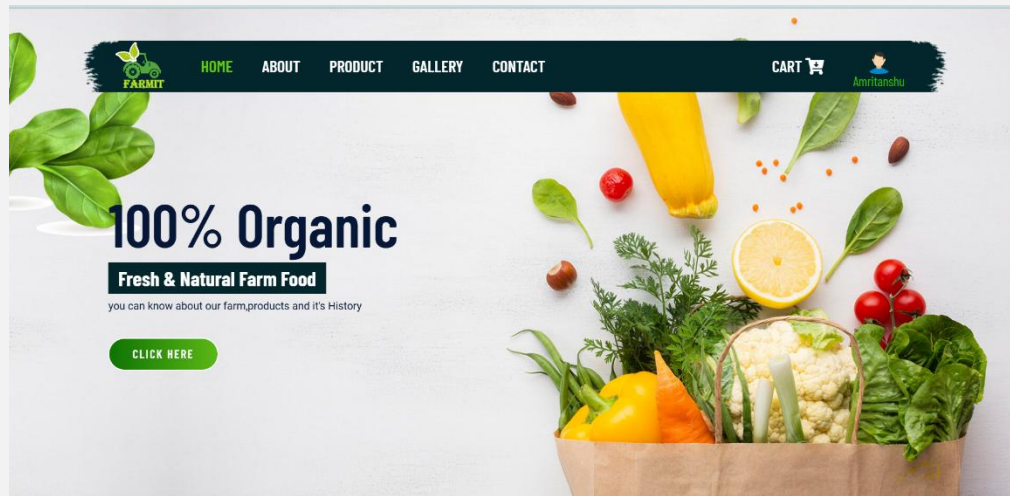 FARMIT
HOME ABOUT PRODUCT GALLERY CONTACT
CART
Amritanshu
100% Organic
Fresh & Natural Farm Food
you can know about our farm,products and it's History
CLICK HERE